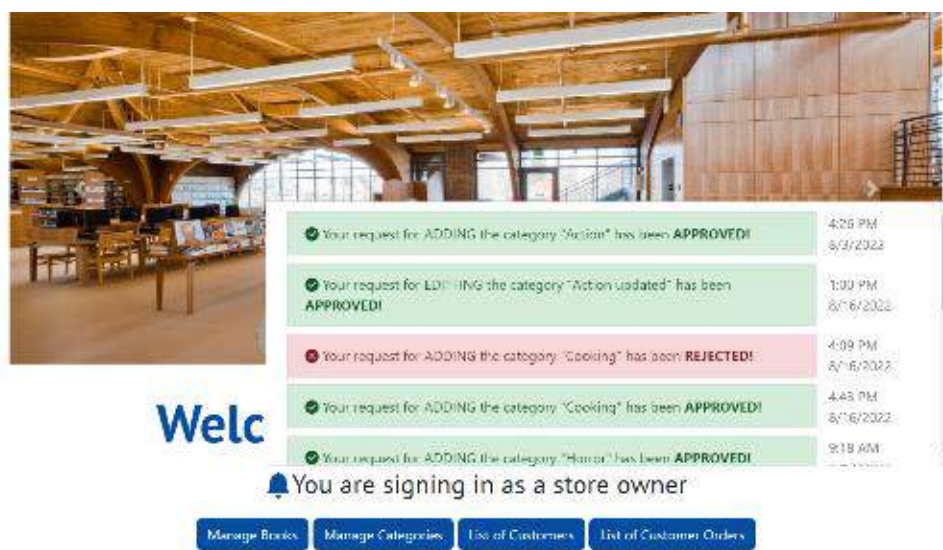 Your request for ADDING the category "Action" has been APPROVED!
4:26 PM
8/3/2022
Your request for EDITING the category "Action updated" has been
APPROVED!
1:00 PM
8/16/2022
Your request for ADDING the category "Cooking" has been REJECTED!
4:09 PM
8/16/2022
Your request for ADDING the category "Cooking" has been APPROVED!
4:43 PM
8/16/2022
Your request for ADDING the category "Horror" has been APPROVED!
9:18 AM
Welc
You are signing in as a store owner
Manage Books Manage Categories List of Customers List of Customer Orders